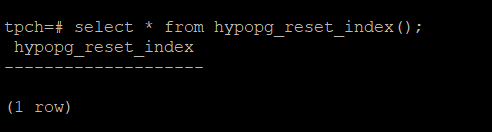 tpch=# select * from hypopg_reset_index();
 hypopg_reset_index
--------------------

(1 row)